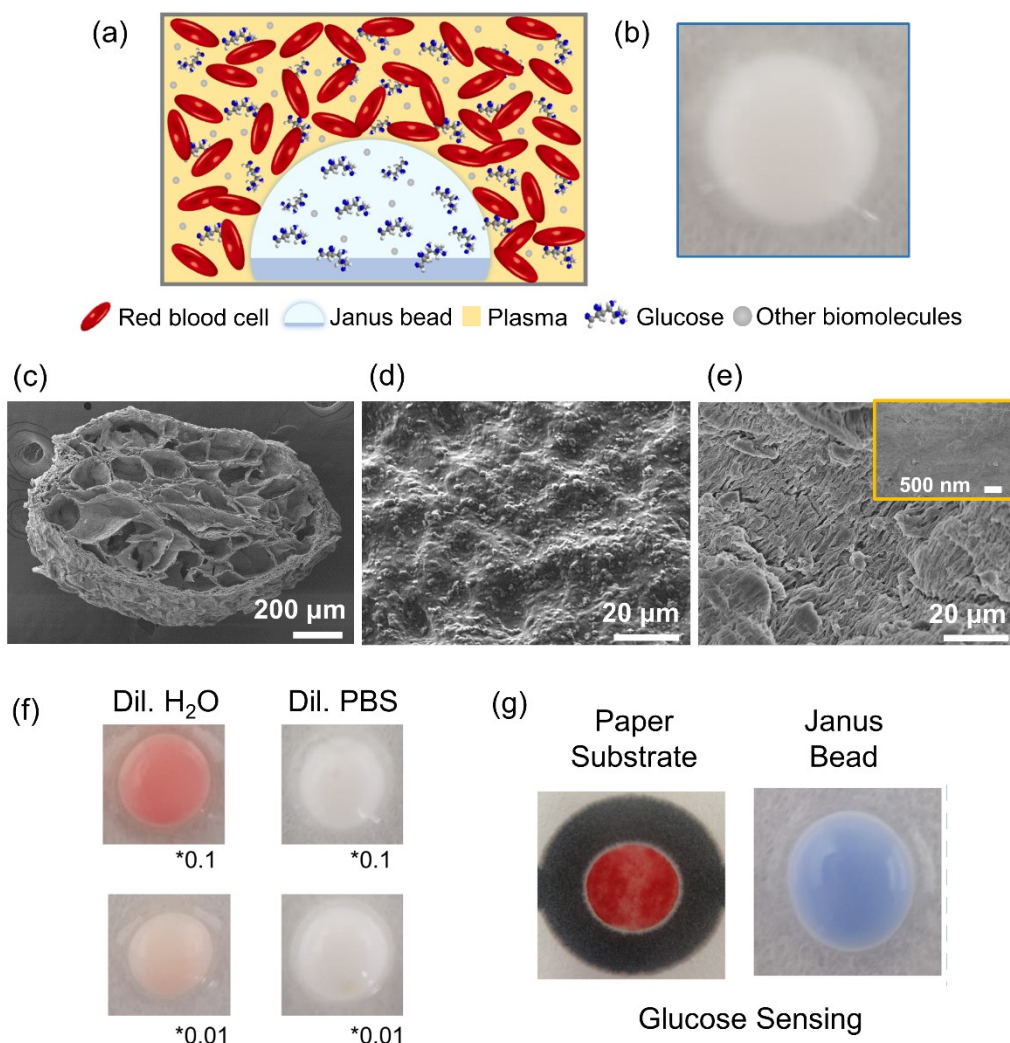 (a)
(b)
Red blood cell Janus bead Plasma Glucose Other biomolecules
(c)
(d)
(e)
200 µm
20 µm
500 nm
20 µm
(f)
Dil. H₂O Dil. PBS
*0.1 *0.1
*0.01 *0.01
(g)
Paper
Substrate
Janus
Bead
Glucose Sensing